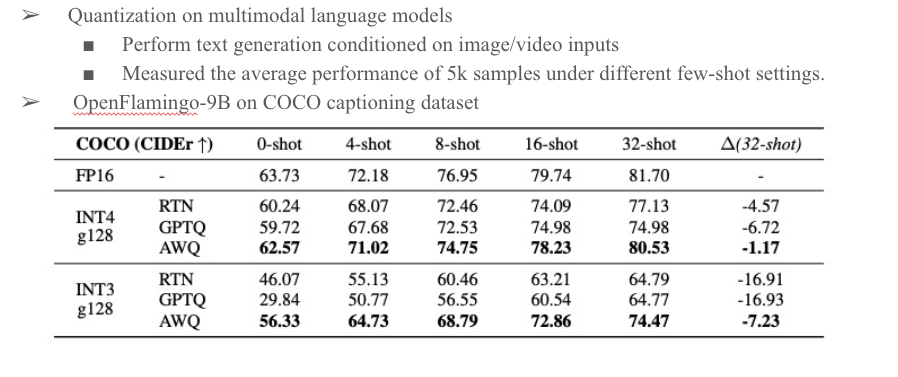 ➢ Quantization on multimodal language models
■ Perform text generation conditioned on image/video inputs
■ Measured the average performance of 5k samples under different few-shot settings.
➢ OpenFlamingo-9B on COCO captioning dataset
COCO (CIDEr ↑) 0-shot 4-shot 8-shot 16-shot 32-shot Δ(32-shot)
FP16 - 63.73 72.18 76.95 79.74 81.70 -
INT4 g128
RTN 60.24 68.07 72.46 74.09 77.13 -4.57
GPTQ 59.72 67.68 72.53 74.98 74.98 -6.72
AWQ 62.57 71.02 74.75 78.23 80.53 -1.17
INT3 g128
RTN 46.07 55.13 60.46 63.21 64.79 -16.91
GPTQ 29.84 50.77 56.55 60.54 64.77 -16.93
AWQ 56.33 64.73 68.79 72.86 74.47 -7.23